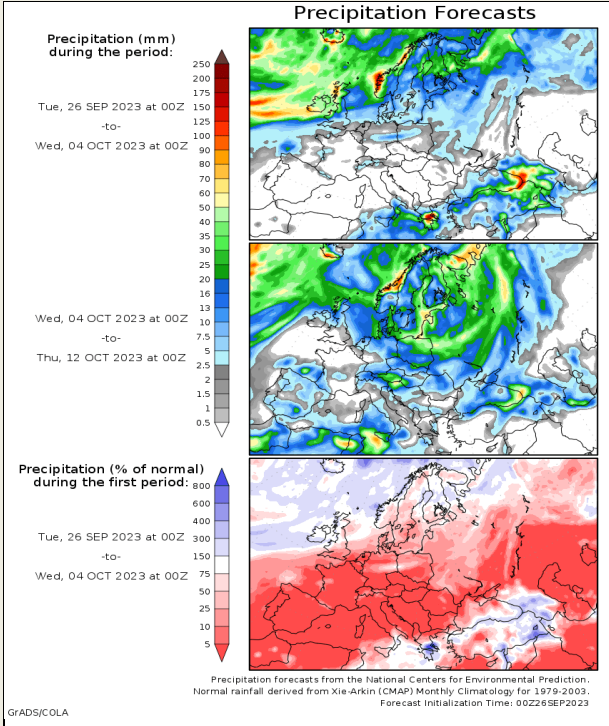 Precipitation Forecasts
Precipitation (mm)
during the period:
Tue, 26 SEP 2023 at 00Z
-to-
Wed, 04 OCT 2023 at 00Z
250
200
175
150
125
100
90
80
70
60
50
40
35
30
25
20
16
13
10
7.5
5
2.5
2
1.5
1
0.5
Wed, 04 OCT 2023 at 00Z
-to-
Thu, 12 OCT 2023 at 00Z
Precipitation (% of normal)
during the first period:
Tue, 26 SEP 2023 at 00Z
-to-
Wed, 04 OCT 2023 at 00Z
800
600
400
300
150
75
50
25
10
5
Precipitation forecasts from the National Centers for Environmental Prediction.
Normal rainfall derived from Xie-Arkin (CMAP) Monthly Climatology for 1979-2003.
Forecast Initialization Time: 00Z26SEP2023
GrADS/COLA